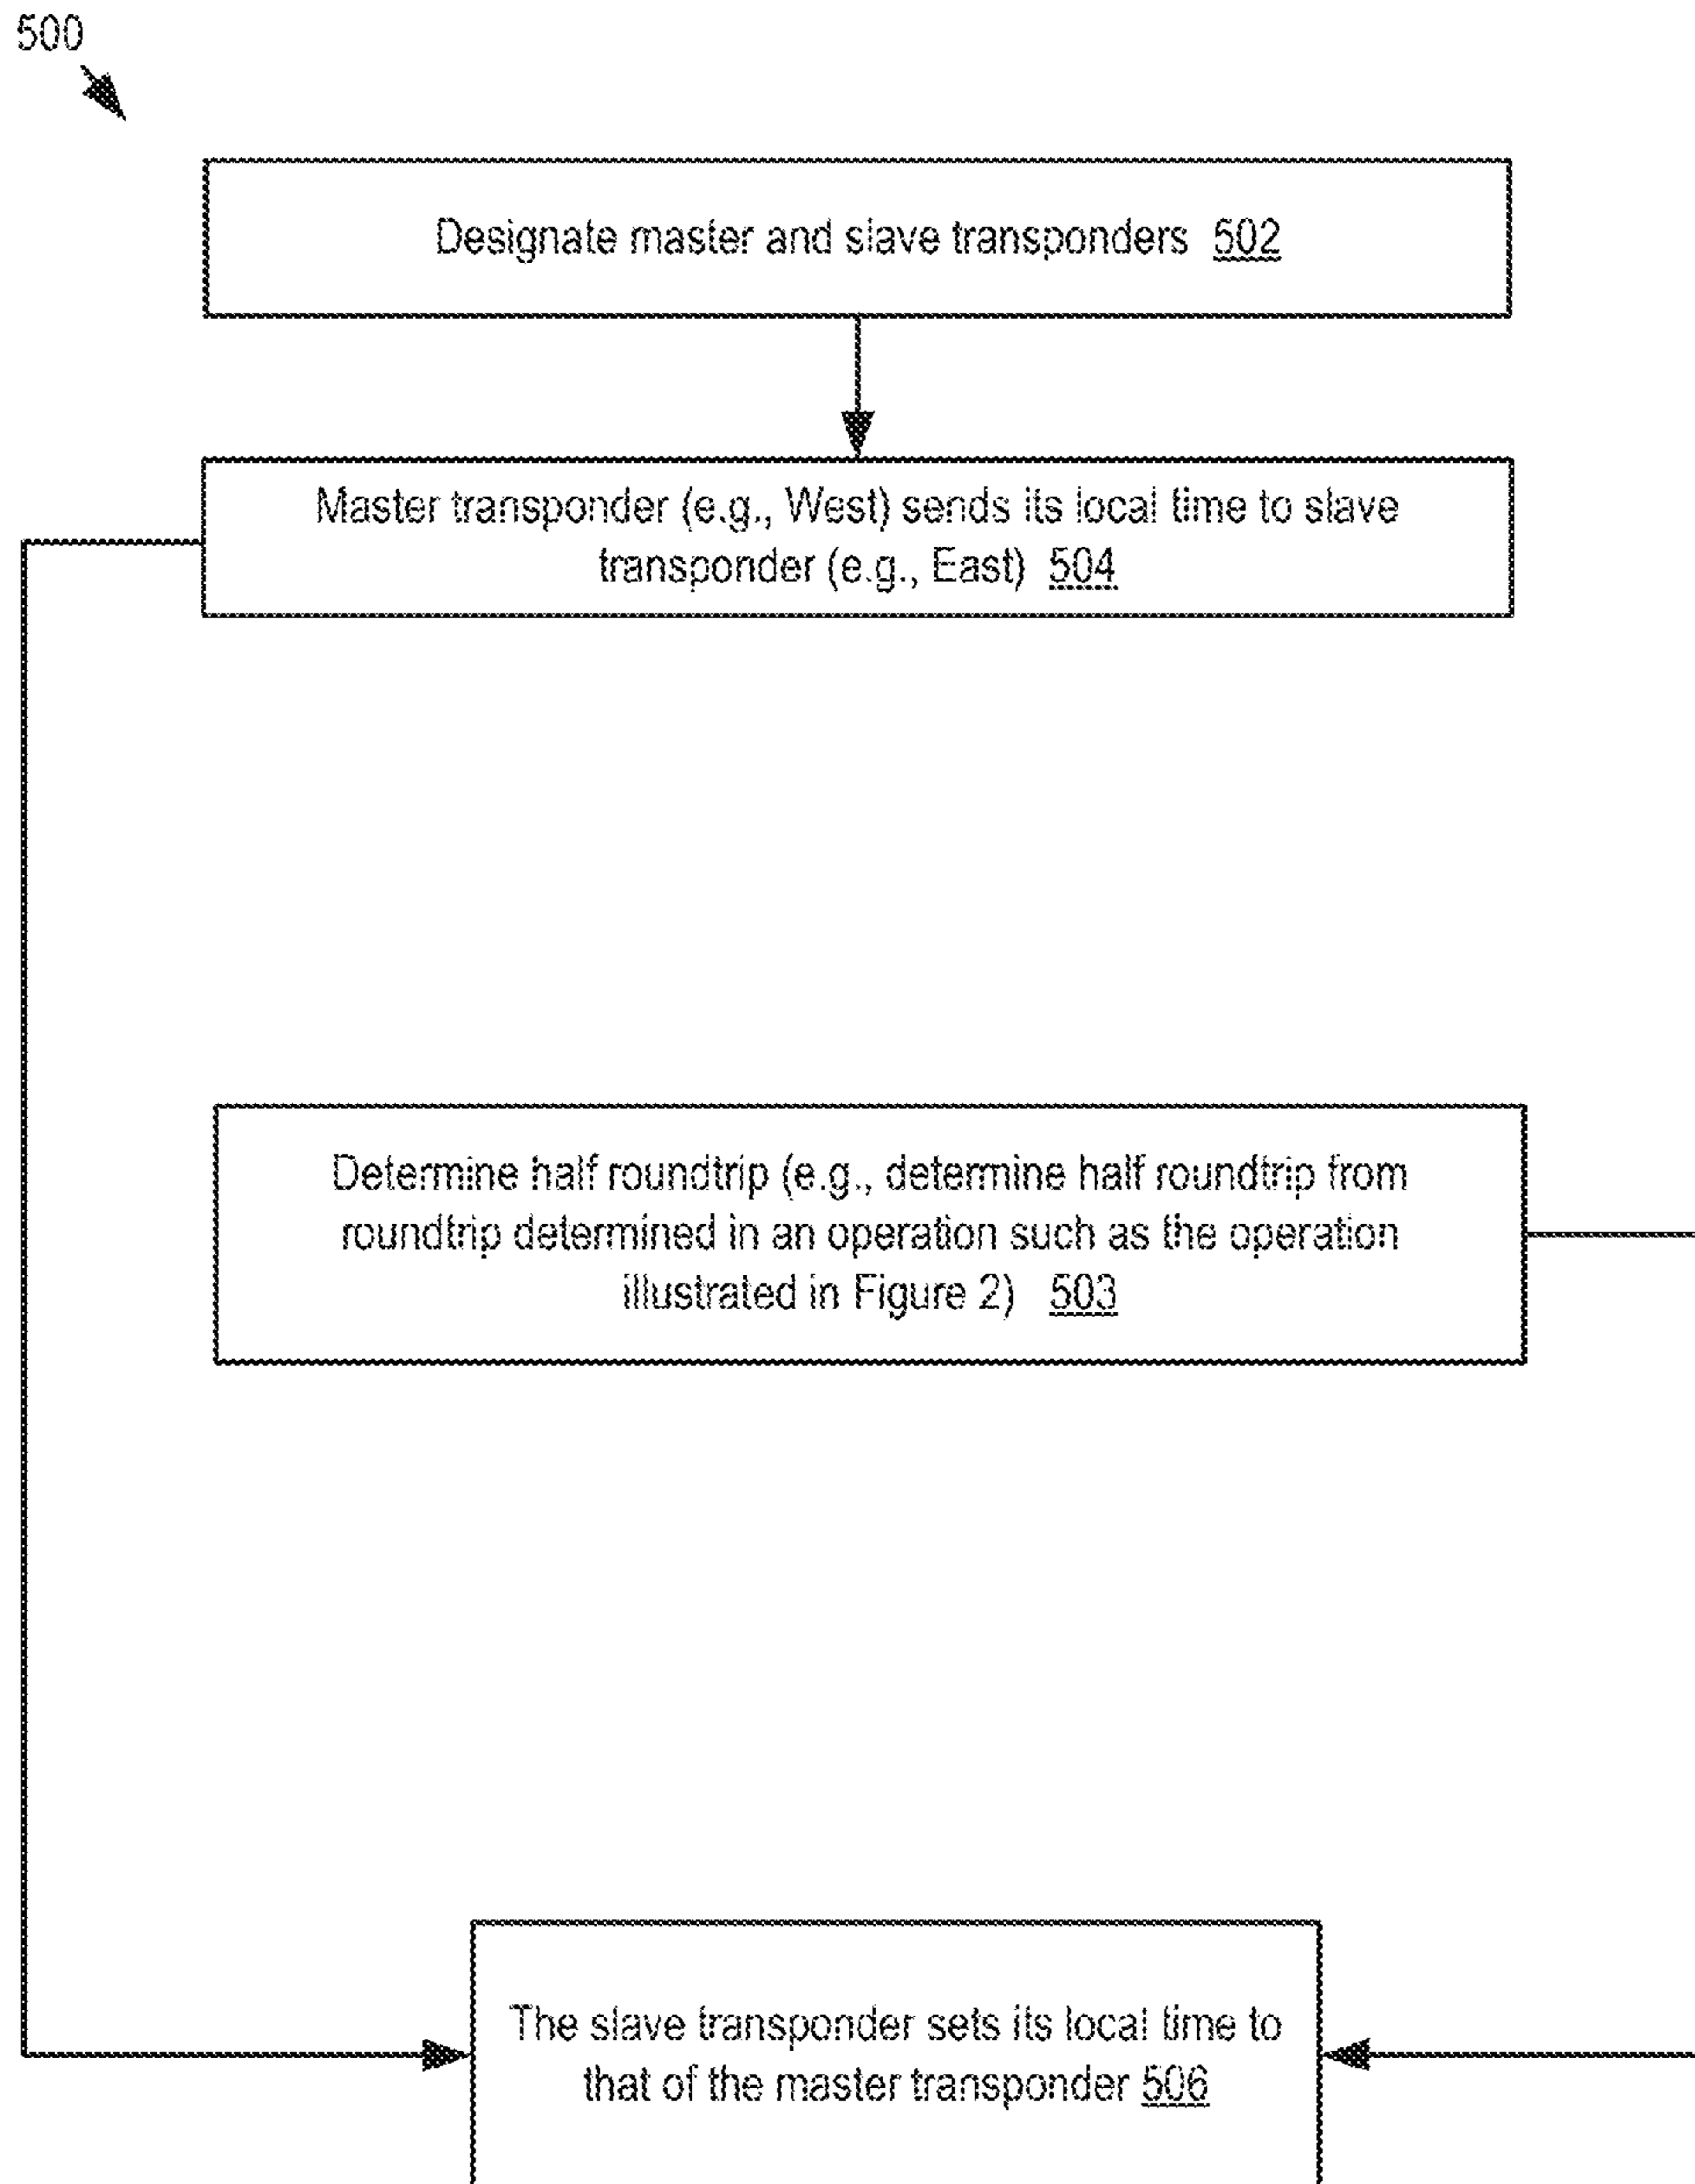 500
Designate master and slave transponders 502
Master transponder (e.g., West) sends its local time to slave
transponder (e.g., East) 504
Determine half roundtrip (e.g., determine half roundtrip from
roundtrip determined in an operation such as the operation
illustrated in Figure 2) 503
The slave transponder sets its local time to
that of the master transponder 506